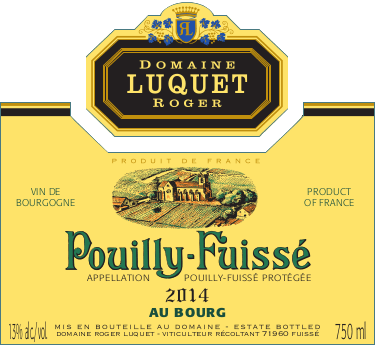 RL
DOMAINE
LUQUET
ROGER
PRODUIT DE FRANCE
VIN DE
BOURGOGNE
PRODUCT
OF FRANCE
Pouilly-Fuissé
APPELLATION POUILLY-FUISSÉ PROTÉGÉE
2014
AU BOURG
13% alc/vol.
MIS EN BOUTEILLE AU DOMAINE - ESTATE BOTTLED
DOMAINE ROGER LUQUET - VITICULTEUR RÉCOLTANT 71960 FUISSÉ
750 ml